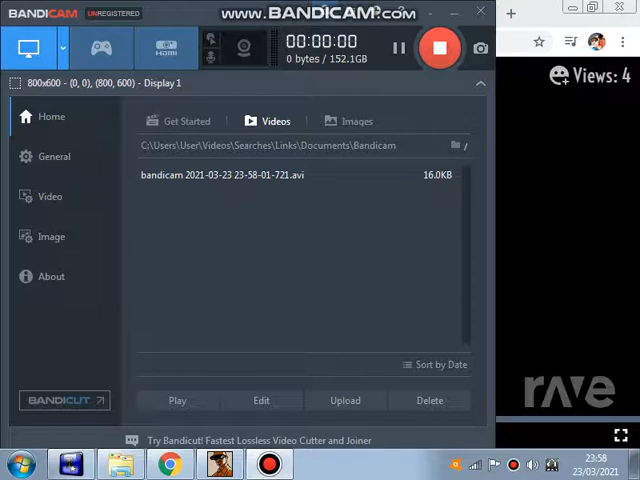 BANDICAM UNREGISTERED
www.BANDICAM.com
00:00:00
0 bytes / 152.1GB
800x600 - (0, 0), (800, 600) - Display 1
Home
General
Video
Image
About
Get Started
Videos
Images
C:\Users\User\Videos\Searches\Links\Documents\Bandicam
bandicam 2021-03-23 23-58-01-721.avi 16.0KB
Sort by Date
BANDICUT
Play
Edit
Upload
Delete
Try Bandicut! Fastest Lossless Video Cutter and Joiner
Views: 4
rave
23:58
23/03/2021